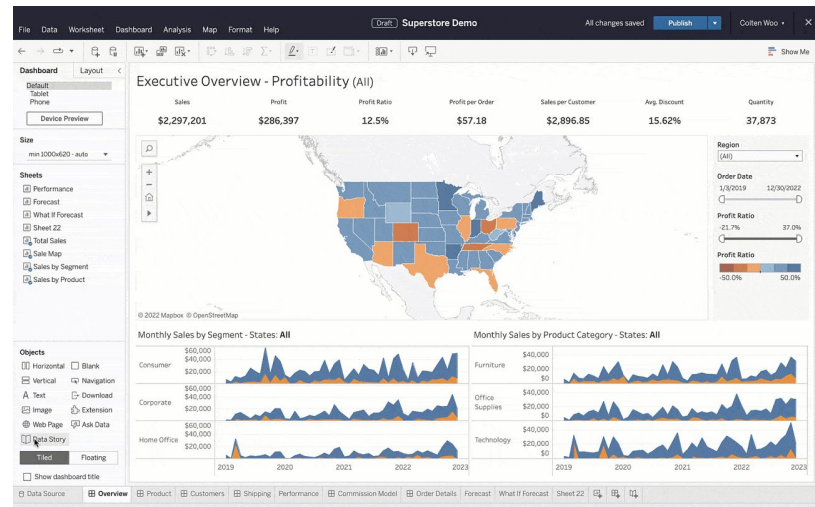 Draft Superstore Demo
All changes saved
Publish
Colten Woo
File Data Worksheet Dashboard Analysis Map Format Help
Show Me
Dashboard Layout
Default
Tablet
Phone
Device Preview
Size
min 1000x620 - auto
Sheets
Performance
Forecast
What If Forecast
Sheet 22
Total Sales
Sale Map
Sales by Segment
Sales by Product
Objects
Horizontal Blank
Vertical Navigation
Text Download
Image Extension
Web Page Ask Data
Data Story
Tiled Floating
Show dashboard title
Executive Overview - Profitability (All)
Sales Profit Profit Ratio Profit per Order Sales per Customer Avg. Discount Quantity
$2,297,201 $286,397 12.5% $57.18 $2,896.85 15.62% 37,873
© 2022 Mapbox © OpenStreetMap
Region
(All)
Order Date
1/3/2019 12/30/2022
Profit Ratio
-21.7% 37.0%
Profit Ratio
-50.0% 50.0%
Monthly Sales by Segment - States: All
Consumer
$60,000
$40,000
$20,000
Corporate
$60,000
$40,000
$20,000
Home Office
$60,000
$40,000
$20,000
2019 2020 2021 2022 2023
Monthly Sales by Product Category - States: All
Furniture
$40,000
$20,000
$0
Office Supplies
$40,000
$20,000
$0
Technology
$40,000
$20,000
$0
2019 2020 2021 2022 2023
Data Source Overview Product Customers Shipping Performance Commission Model Order Details Forecast What If Forecast Sheet 22